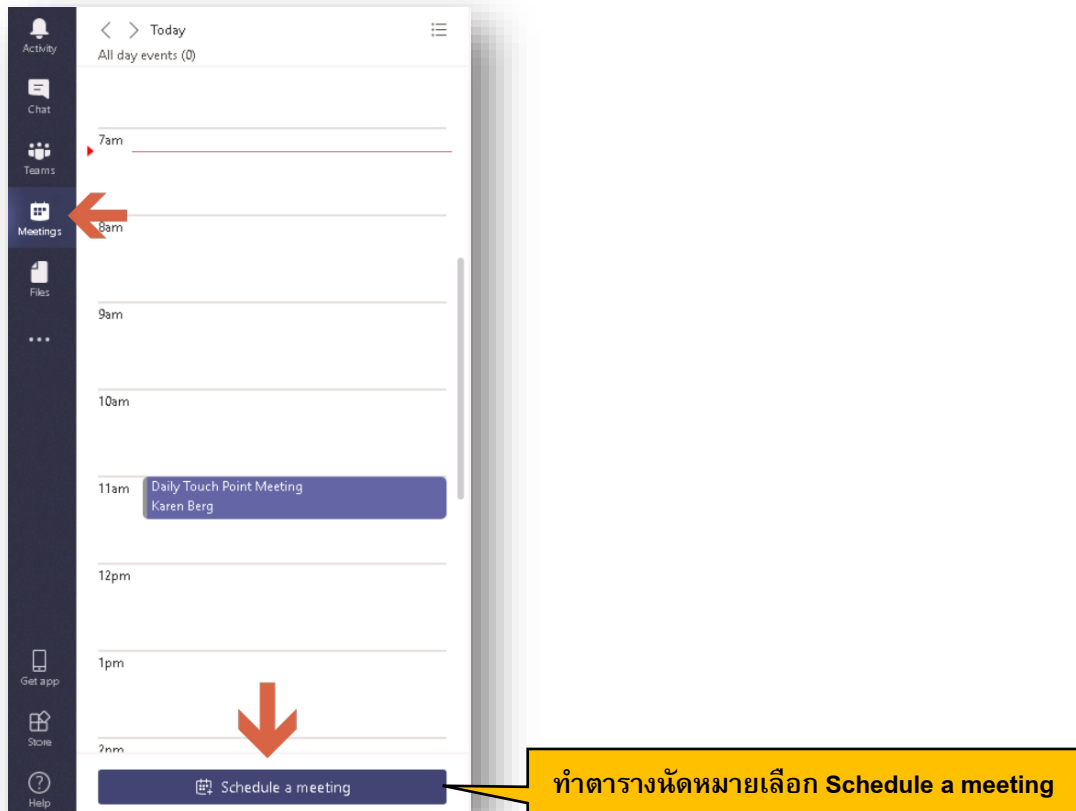 Activity
Chat
Teams
Meetings
Files
Get app
Store
Help
Today
All day events (0)
7am
8am
9am
10am
11am Daily Touch Point Meeting
Karen Berg
12pm
1pm
2pm
Schedule a meeting
ทำตารางนัดหมายเลือก Schedule a meeting